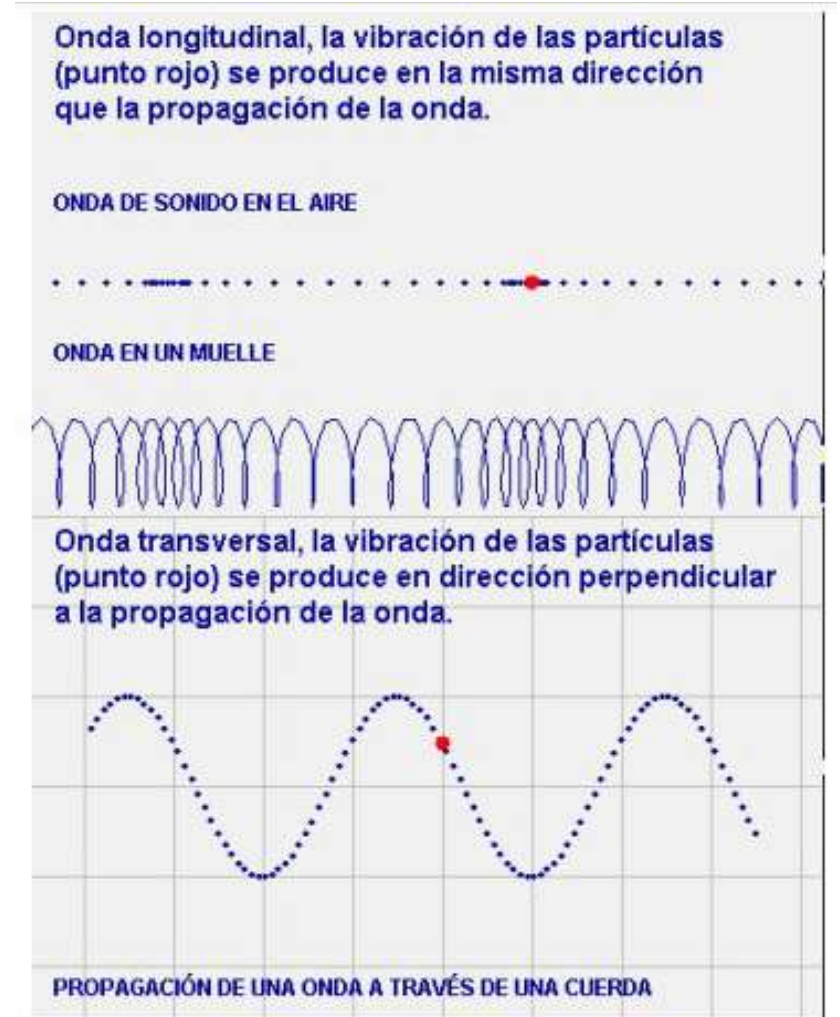 Onda longitudinal, la vibración de las partículas
(punto rojo) se produce en la misma dirección
que la propagación de la onda.
ONDA DE SONIDO EN EL AIRE
ONDA EN UN MUELLE
Onda transversal, la vibración de las partículas
(punto rojo) se produce en dirección perpendicular
a la propagación de la onda.
PROPAGACIÓN DE UNA ONDA A TRAVÉS DE UNA CUERDA